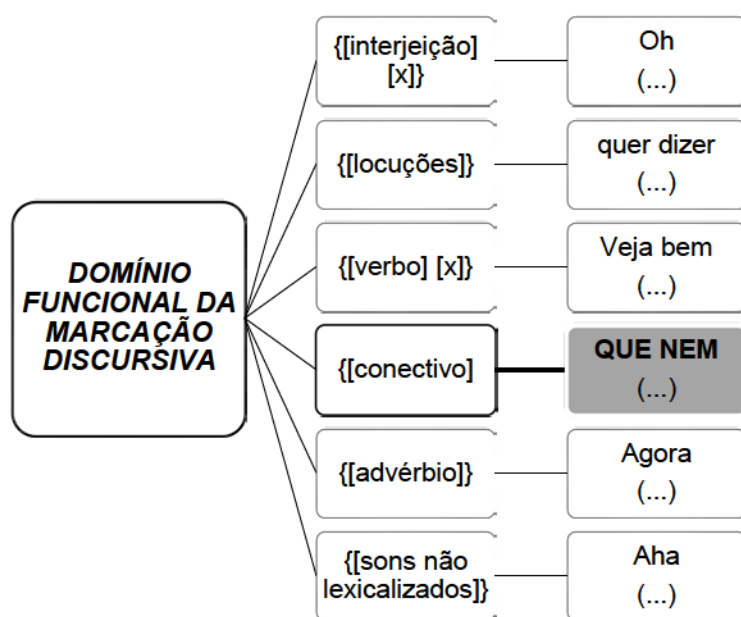 DOMÍNIO
FUNCIONAL DA
MARCAÇÃO
DISCURSIVA
{[interjeição]
[x]}
Oh
(...)
{[locuções]}
quer dizer
(...)
{[verbo] [x]}
Veja bem
(...)
{[conectivo]
QUE NEM
(...)
{[advérbio]}
Agora
(...)
{[sons não
lexicalizados]}
Aha
(...)